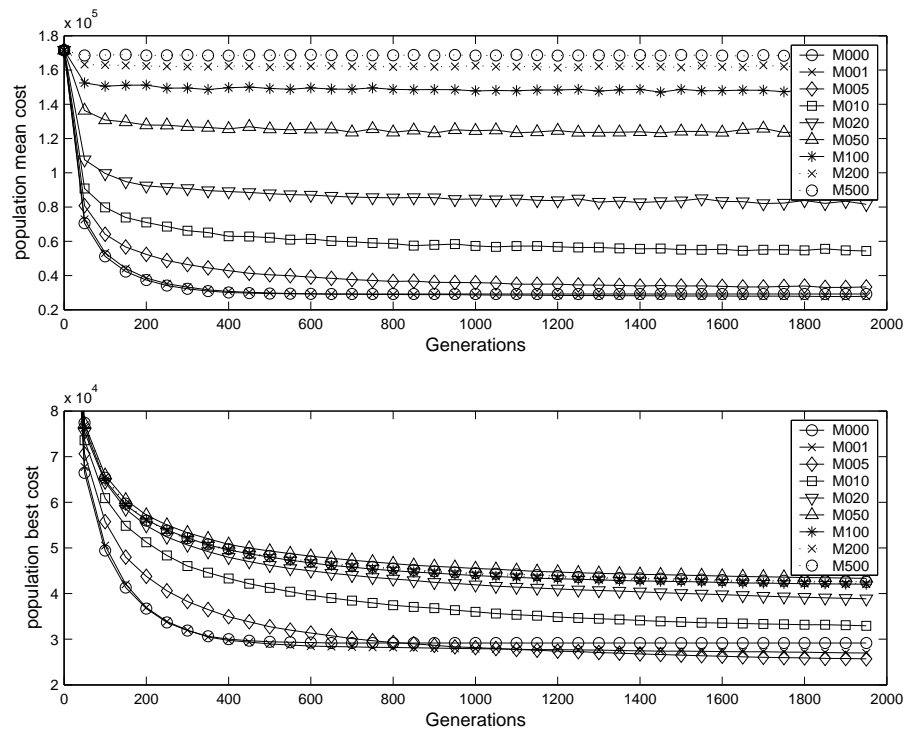 x 10^5
1.8
1.6
1.4
1.2
1
0.8
0.6
0.4
0.2
population mean cost
0 200 400 600 800 1000 1200 1400 1600 1800 2000
Generations
M000
M001
M005
M010
M020
M050
M100
M200
M500
x 10^4
8
7
6
5
4
3
2
population best cost
0 200 400 600 800 1000 1200 1400 1600 1800 2000
Generations
M000
M001
M005
M010
M020
M050
M100
M200
M500